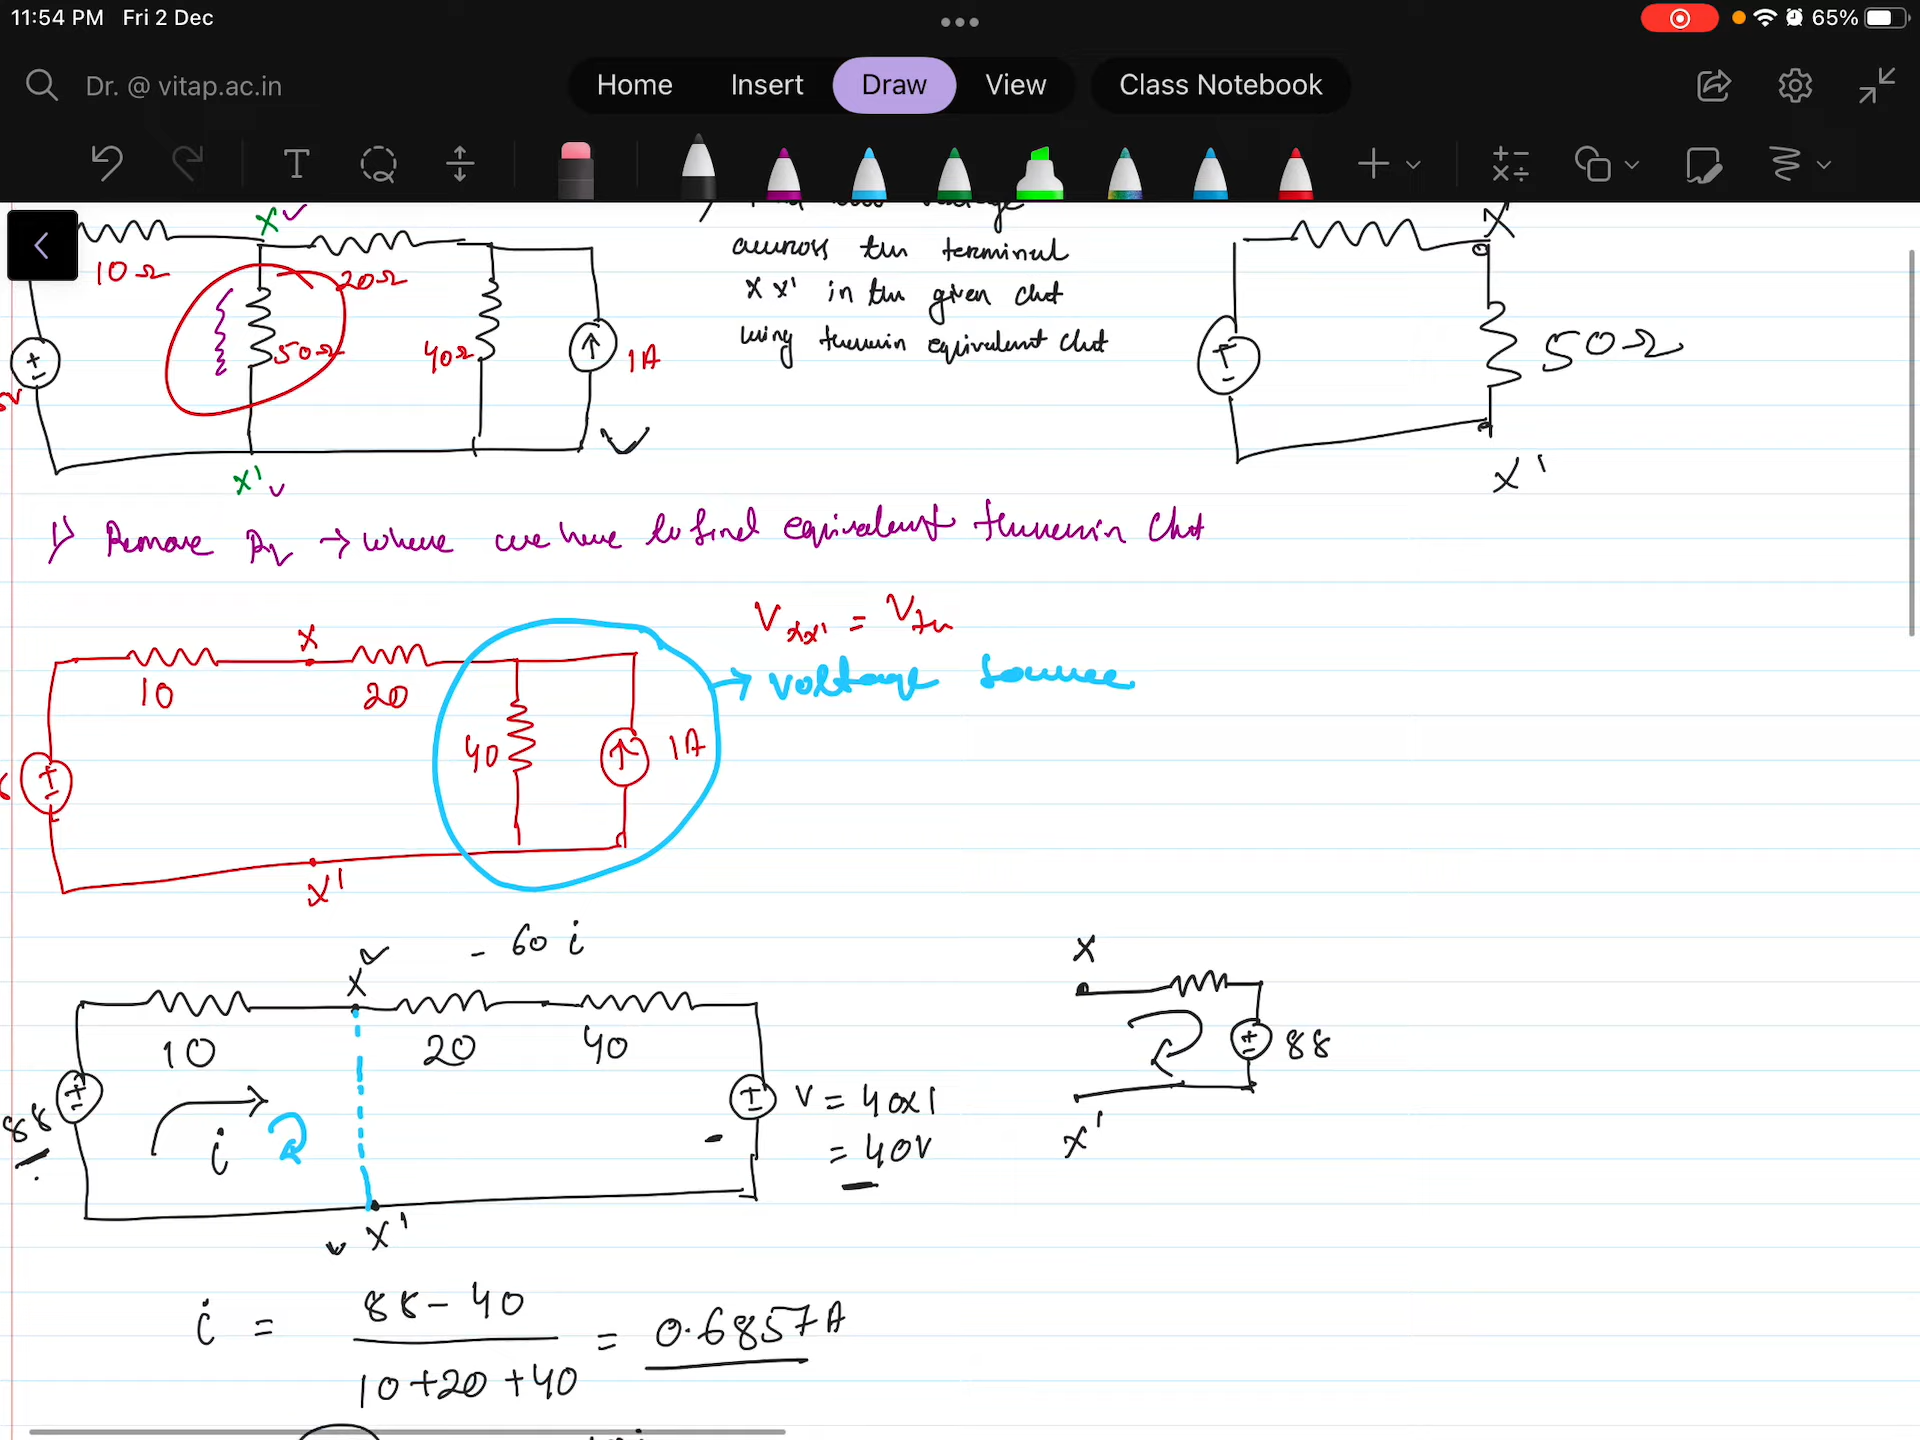 11:54 PM Fri 2 Dec
65%
Dr. @ vitap.ac.in
Home Insert Draw View Class Notebook
X
10Ω
20Ω
50Ω
40Ω
1A
X'
voltage
across the terminal
XX' in the given ckt
using thevenin equivalent ckt
X
50Ω
X'
1) Remove RL → where we have to find equivalent thevenin ckt
Vxx' = Vth
→ voltage source
X
10
20
40
1A
X'
- 60 i
X
10
20
40
88
i
V = 40x1
= 40V
X'
X
88
X'
i = 88 - 40 / 10 + 20 + 40 = 0.6857A